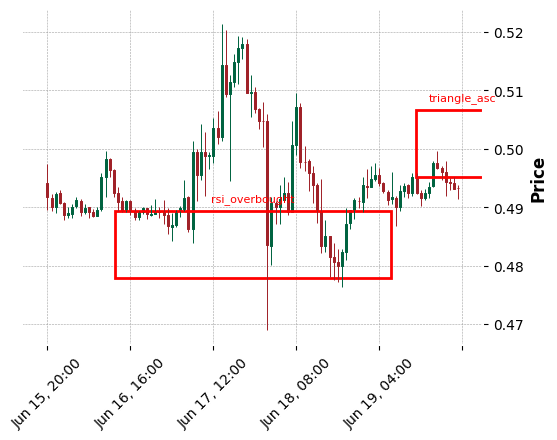 0.52
0.51
triangle_asc
0.50
rsi_overbought
0.49
0.48
0.47
Price
Jun 15, 20:00
Jun 16, 16:00
Jun 17, 12:00
Jun 18, 08:00
Jun 19, 04:00